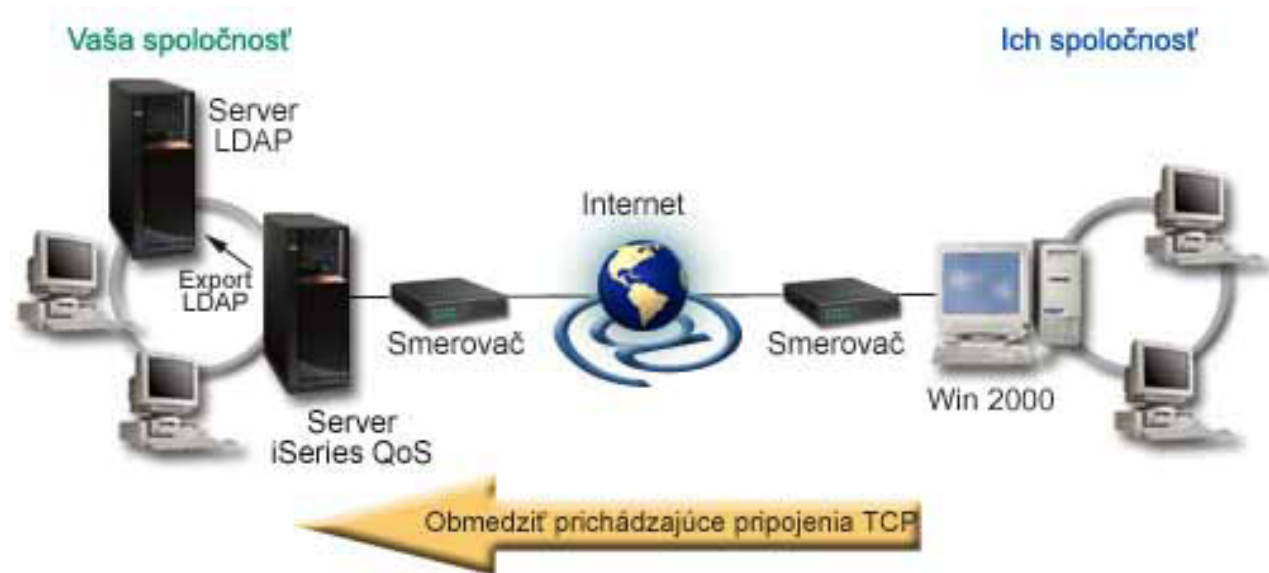 Vaša spoločnosť
Ich spoločnosť
Server
LDAP
Internet
Export
LDAP
Smerovač
Smerovač
Win 2000
Server
iSeries QoS
Obmedziť prichádzajúce pripojenia TCP